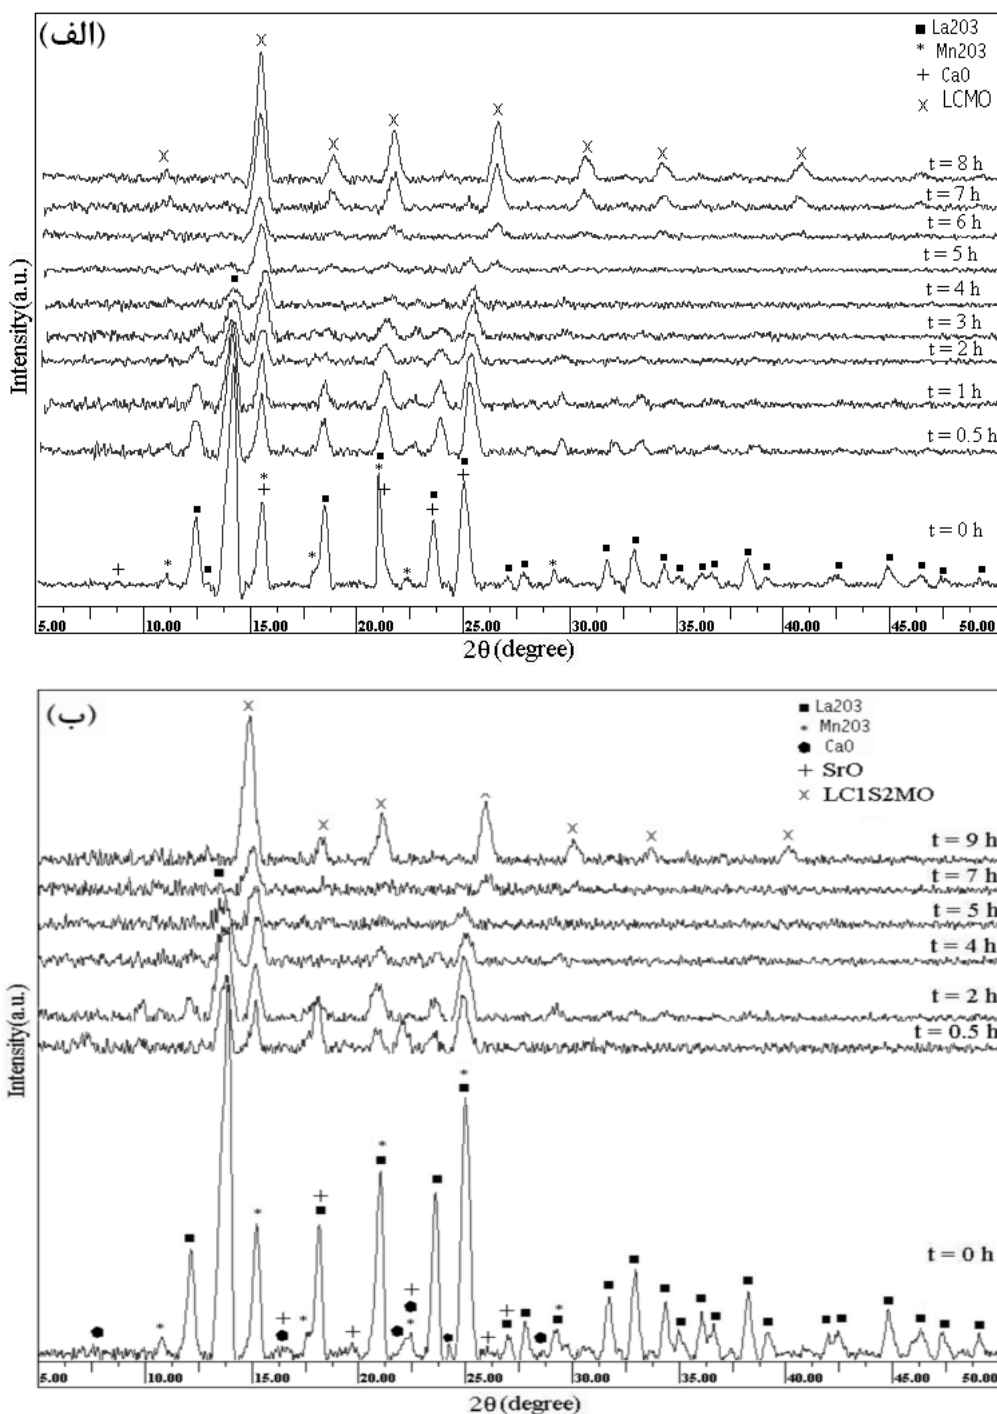 (الف)
■ La2O3
* Mn2O3
+ CaO
× LCMO
t = 8 h
t = 7 h
t = 6 h
t = 5 h
t = 4 h
t = 3 h
t = 2 h
t = 1 h
t = 0.5 h
t = 0 h
Intensity(a.u.)
5.00 10.00 15.00 20.00 25.00 30.00 35.00 40.00 45.00 50.00
2θ (degree)
(ب)
■ La2O3
* Mn2O3
● CaO
+ SrO
× LC1S2MO
t = 9 h
t = 7 h
t = 5 h
t = 4 h
t = 2 h
t = 0.5 h
t = 0 h
Intensity(a.u.)
5.00 10.00 15.00 20.00 25.00 30.00 35.00 40.00 45.00 50.00
2θ (degree)